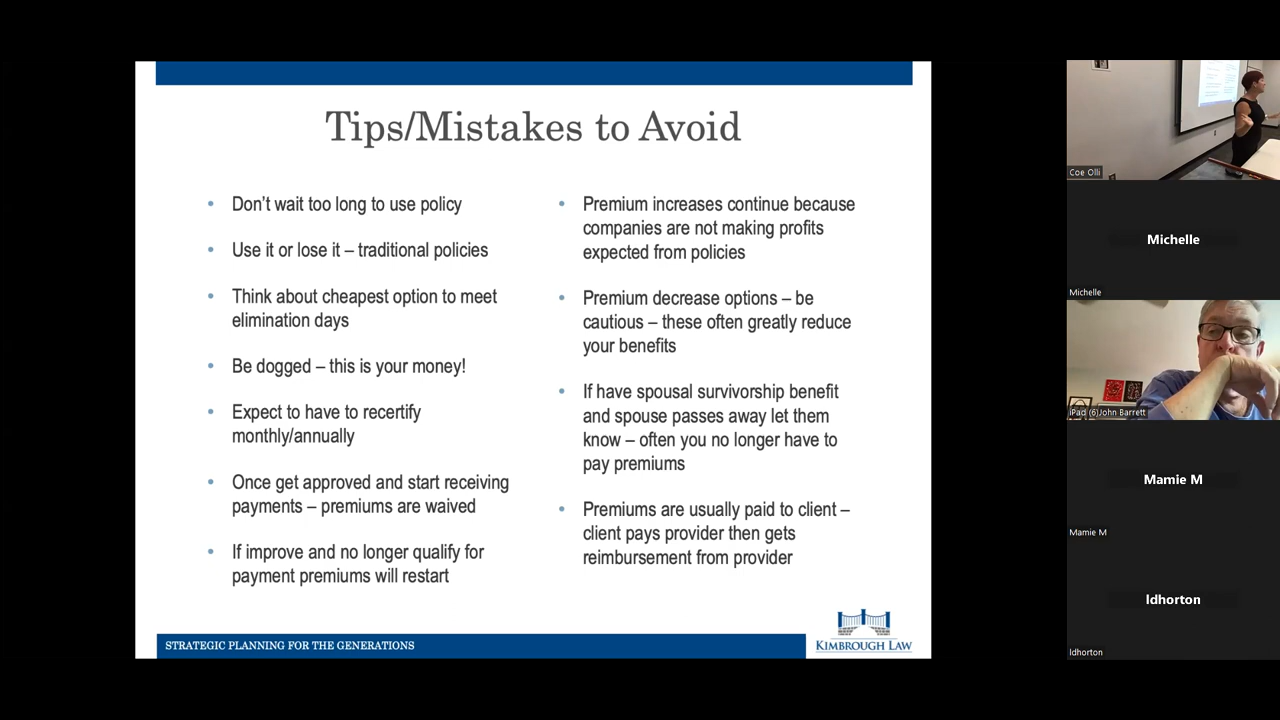 Tips/Mistakes to Avoid
Don't wait too long to use policy
Use it or lose it – traditional policies
Think about cheapest option to meet
elimination days
Be dogged – this is your money!
Expect to have to recertify
monthly/annually
Once get approved and start receiving
payments – premiums are waived
If improve and no longer qualify for
payment premiums will restart
Premium increases continue because
companies are not making profits
expected from policies
Premium decrease options – be
cautious – these often greatly reduce
your benefits
If have spousal survivorship benefit
and spouse passes away let them
know – often you no longer have to
pay premiums
Premiums are usually paid to client –
client pays provider then gets
reimbursement from provider
STRATEGIC PLANNING FOR THE GENERATIONS
KIMBROUGH LAW
Coe Olli
Michelle
Michelle
iPad (6)John Barrett
Mamie M
Mamie M
ldhorton
ldhorton